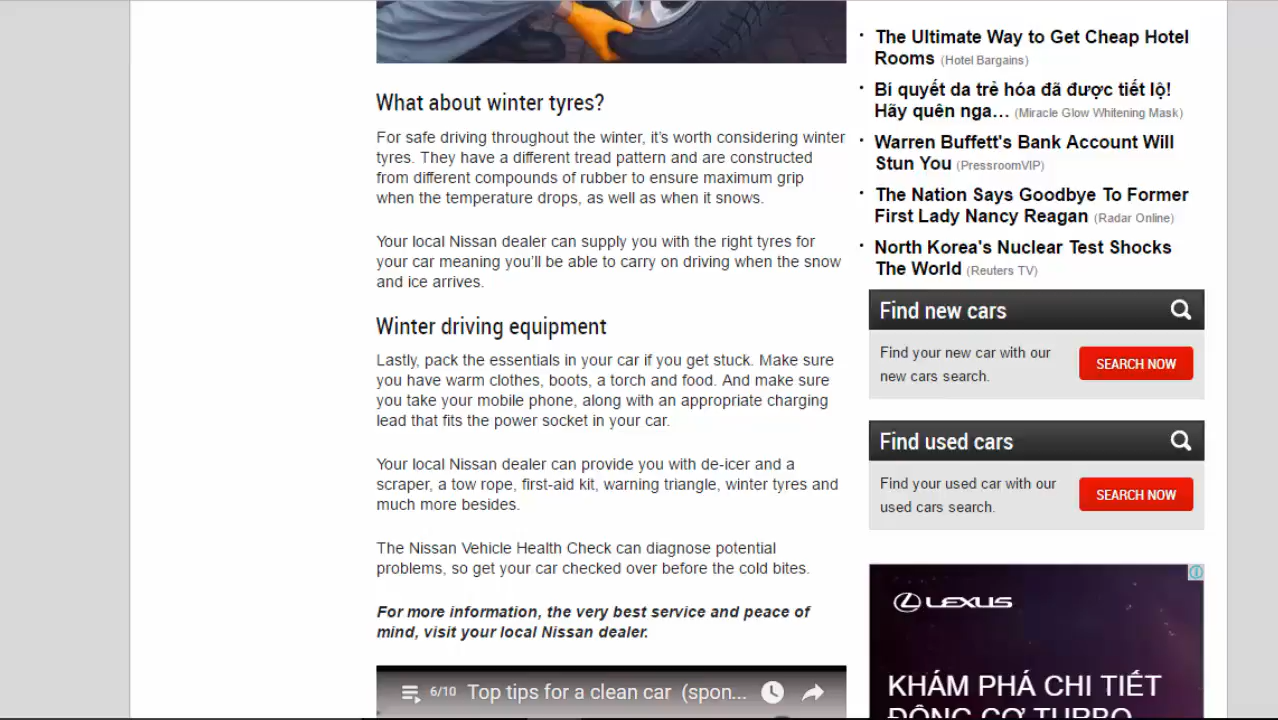 What about winter tyres?
For safe driving throughout the winter, it's worth considering winter
tyres. They have a different tread pattern and are constructed
from different compounds of rubber to ensure maximum grip
when the temperature drops, as well as when it snows.
Your local Nissan dealer can supply you with the right tyres for
your car meaning you'll be able to carry on driving when the snow
and ice arrives.
Winter driving equipment
Lastly, pack the essentials in your car if you get stuck. Make sure
you have warm clothes, boots, a torch and food. And make sure
you take your mobile phone, along with an appropriate charging
lead that fits the power socket in your car.
Your local Nissan dealer can provide you with de-icer and a
scraper, a tow rope, first-aid kit, warning triangle, winter tyres and
much more besides.
The Nissan Vehicle Health Check can diagnose potential
problems, so get your car checked over before the cold bites.
For more information, the very best service and peace of
mind, visit your local Nissan dealer.
6/10 Top tips for a clean car (spon...
• The Ultimate Way to Get Cheap Hotel
Rooms (Hotel Bargains)
• Bí quyết da trẻ hóa đã được tiết lộ!
Hãy quên nga… (Miracle Glow Whitening Mask)
• Warren Buffett's Bank Account Will
Stun You (PressroomVIP)
• The Nation Says Goodbye To Former
First Lady Nancy Reagan (Radar Online)
• North Korea's Nuclear Test Shocks
The World (Reuters TV)
Find new cars
Find your new car with our
new cars search.
SEARCH NOW
Find used cars
Find your used car with our
used cars search.
SEARCH NOW
LEXUS
KHÁM PHÁ CHI TIẾT
ĐỘNG CƠ TURBO